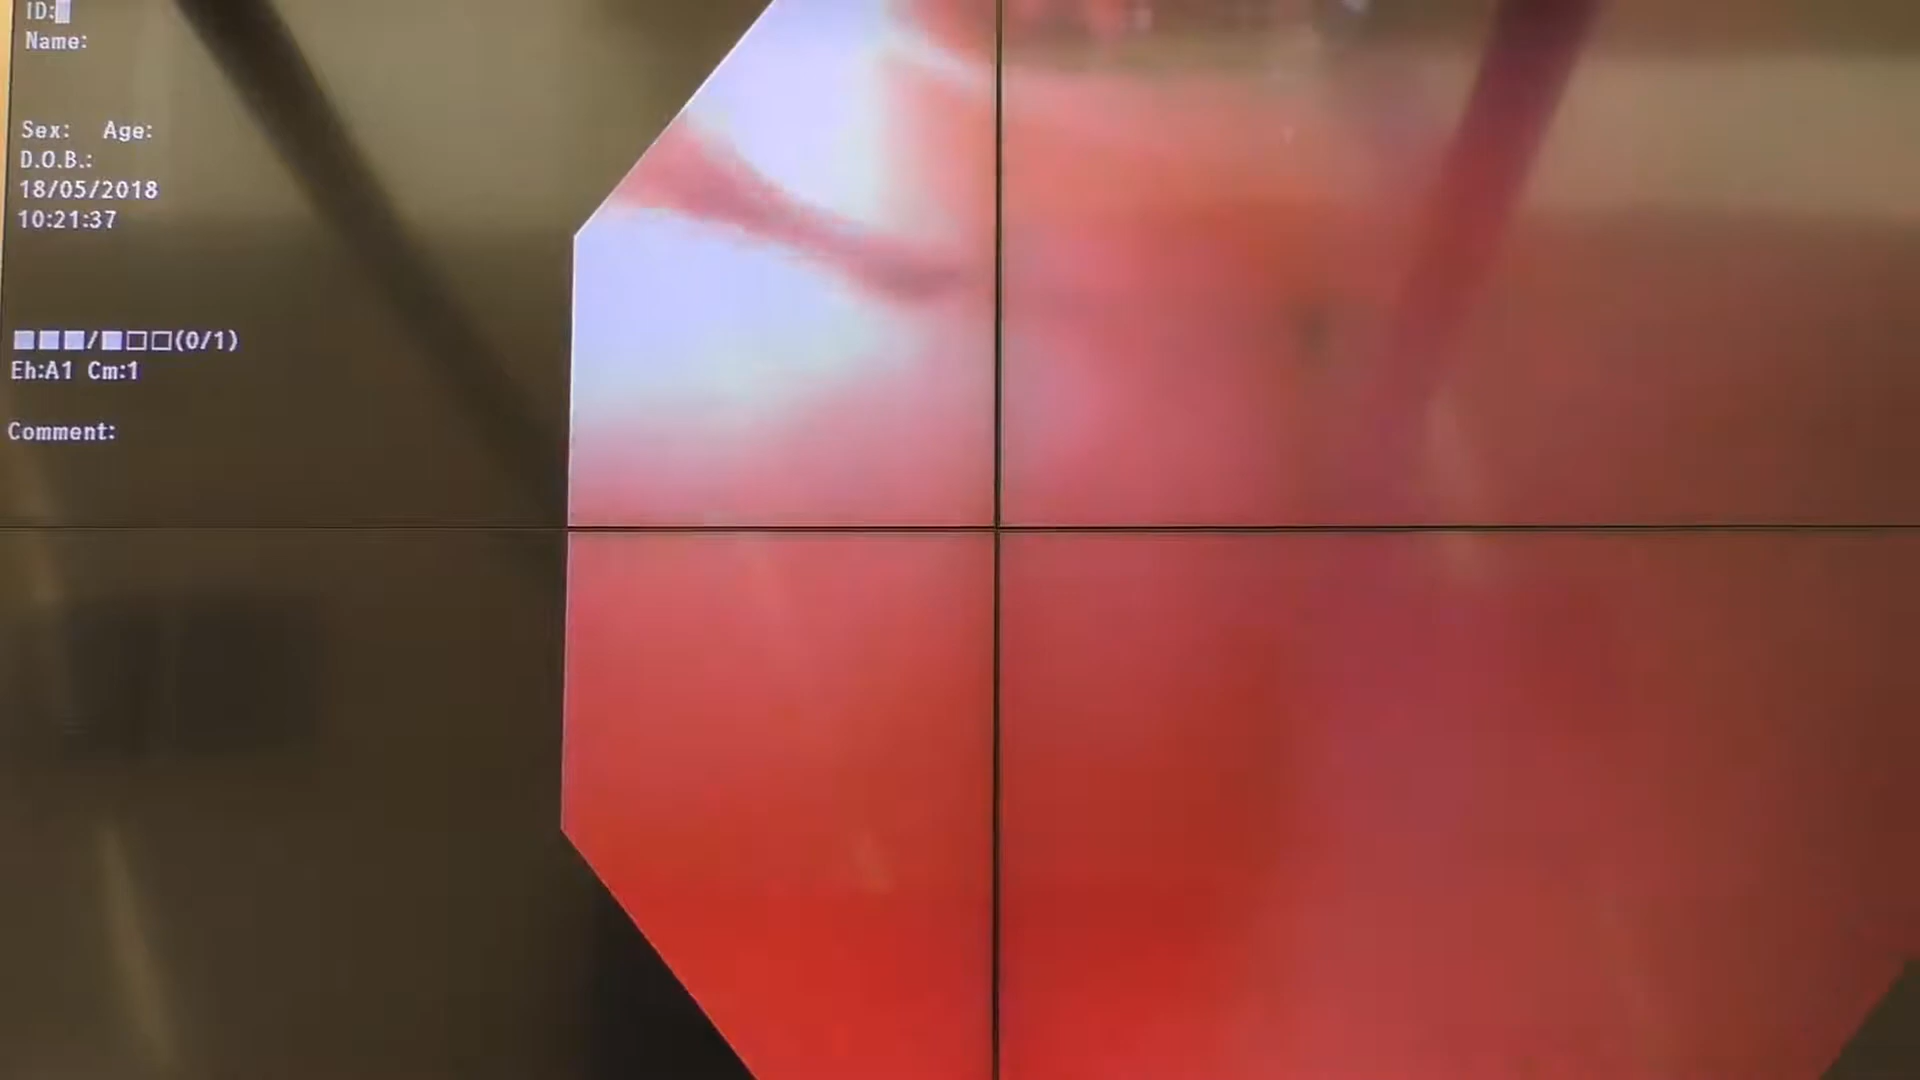 ID:
Name:
Sex: Age:
D.O.B.:
18/05/2018
10:21:37
■■■/■□□(0/1)
Eh:A1 Cm:1
Comment: